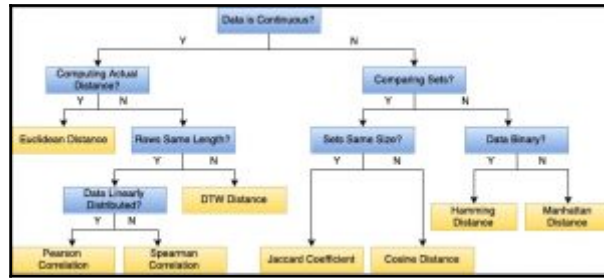 Data is Continuous?
Y
N
Computing Actual
Distance?
Comparing Sets?
Y
N
Y
N
Euclidean Distance
Rows Same Length?
Sets Same Size?
Data Binary?
Y
N
Y
N
Y
N
Data Linearly
Distributed?
DTW Distance
Hamming
Distance
Manhattan
Distance
Y
N
Pearson
Correlation
Spearman
Correlation
Jaccard Coefficient
Cosine Distance